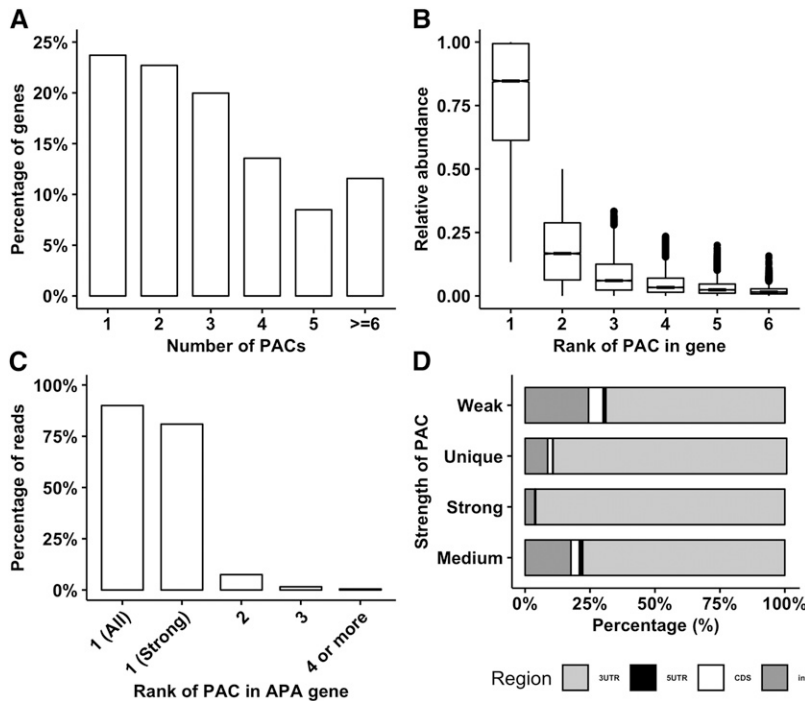 A
25%
20%
15%
10%
5%
0%
Percentage of genes
1 2 3 4 5 >=6
Number of PACs
B
1.00
0.75
0.50
0.25
0.00
Relative abundance
1 2 3 4 5 6
Rank of PAC in gene
C
100%
75%
50%
25%
0%
Percentage of reads
1 (All) 1 (Strong) 2 3 4 or more
Rank of PAC in APA gene
D
Strength of PAC
Weak
Unique
Strong
Medium
0% 25% 50% 75% 100%
Percentage (%)
Region 3UTR 5UTR CDS in